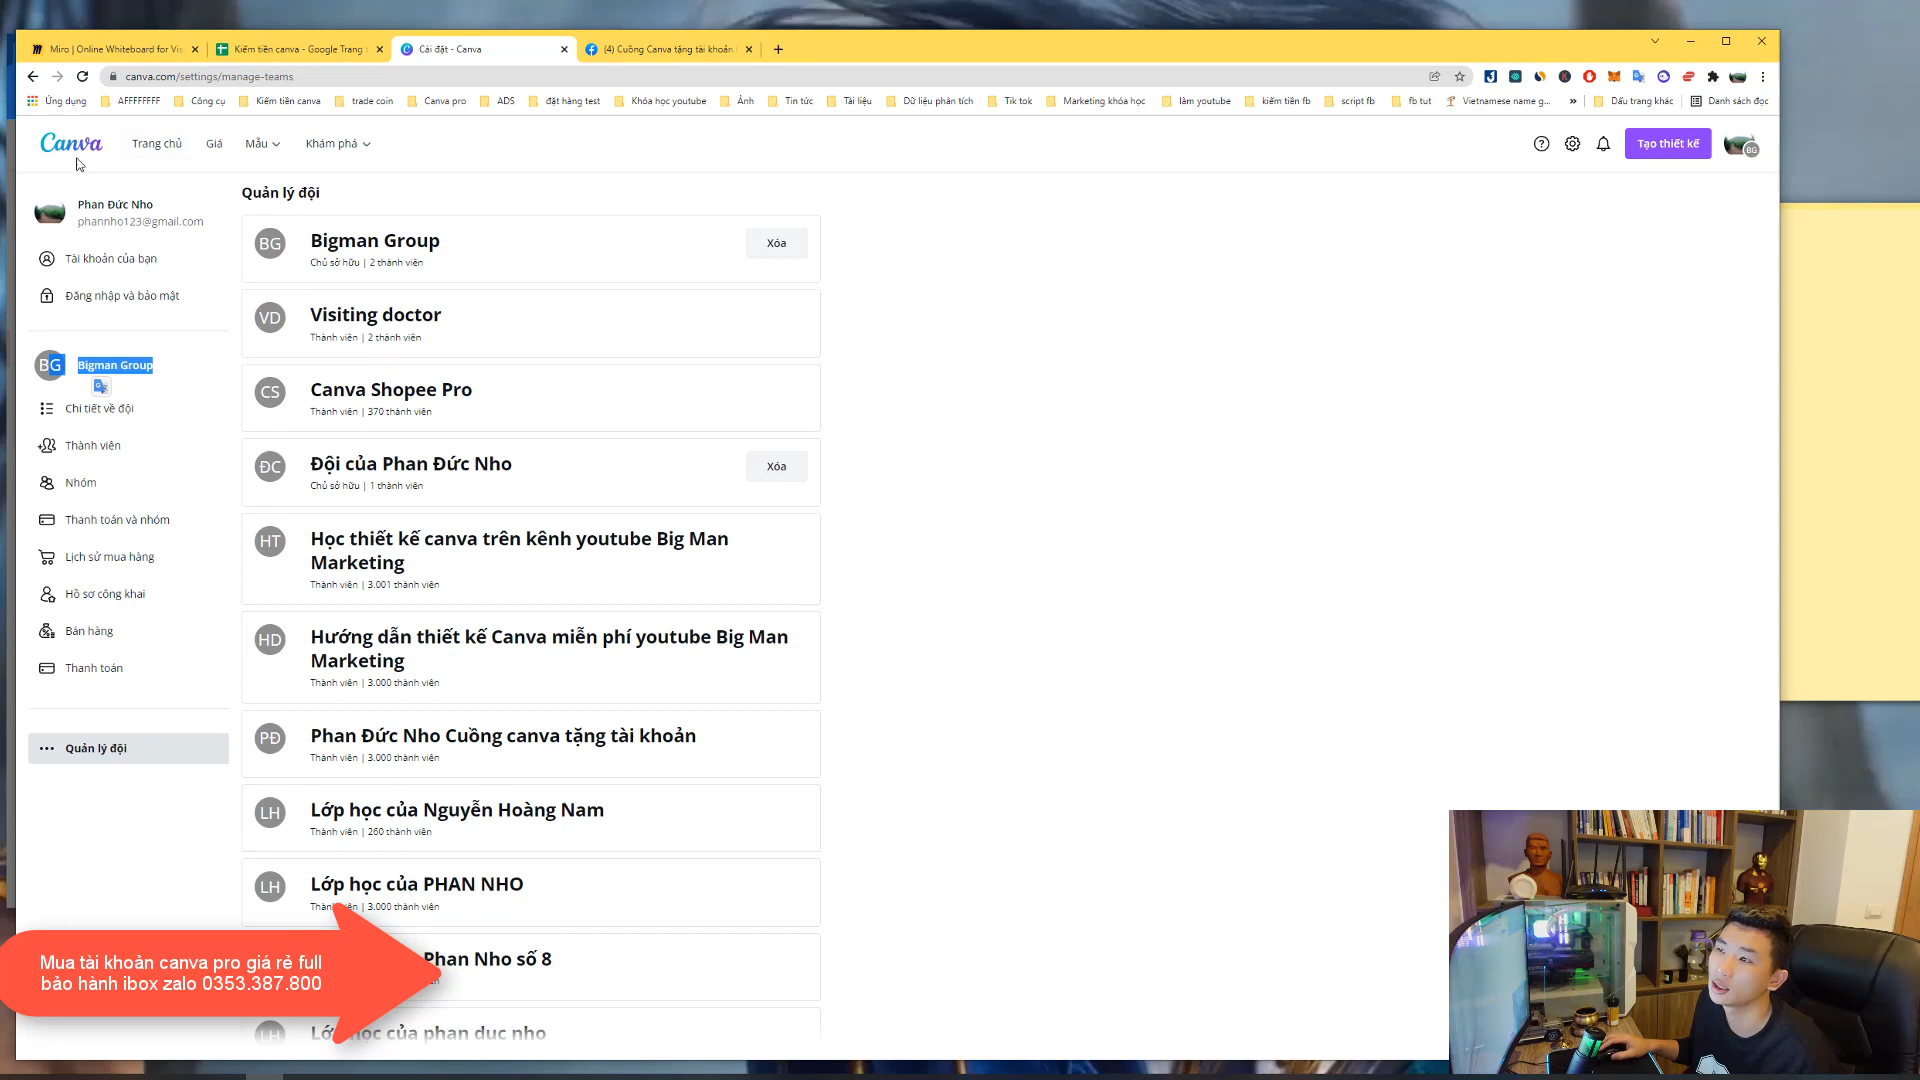 Miro | Online Whiteboard for Vis
Kiếm tiền canva - Google Trang t
Cài đặt - Canva
(4) Cuồng Canva tặng tài khoản
canva.com/settings/manage-teams
Ứng dụng
AFFFFFFFF
Công cụ
Kiếm tiền canva
trade coin
Canva pro
ADS
đặt hàng test
Khóa học youtube
Ảnh
Tin tức
Tài liệu
Dữ liệu phân tích
Tik tok
Marketing khóa học
làm youtube
kiếm tiền fb
script fb
fb tut
Vietnamese name g...
»
Dấu trang khác
Danh sách đọc
Canva
Trang chủ
Giá
Mẫu
Khám phá
Tạo thiết kế
BG
Phan Đức Nho
phannho123@gmail.com
Tài khoản của bạn
Đăng nhập và bảo mật
BG
Bigman Group
Chi tiết về đội
Thành viên
Nhóm
Thanh toán và nhóm
Lịch sử mua hàng
Hồ sơ công khai
Bán hàng
Thanh toán
Quản lý đội
Quản lý đội
BG
Bigman Group
Chủ sở hữu | 2 thành viên
Xóa
VD
Visiting doctor
Thành viên | 2 thành viên
CS
Canva Shopee Pro
Thành viên | 370 thành viên
ĐC
Đội của Phan Đức Nho
Chủ sở hữu | 1 thành viên
Xóa
HT
Học thiết kế canva trên kênh youtube Big Man
Marketing
Thành viên | 3.001 thành viên
HD
Hướng dẫn thiết kế Canva miễn phí youtube Big Man
Marketing
Thành viên | 3.000 thành viên
PĐ
Phan Đức Nho Cuồng canva tặng tài khoản
Thành viên | 3.000 thành viên
LH
Lớp học của Nguyễn Hoàng Nam
Thành viên | 260 thành viên
LH
Lớp học của PHAN NHO
Thành viên | 3.000 thành viên
Phan Nho số 8
LH
Lớp học của phan duc nho
Mua tài khoản canva pro giá rẻ full
bảo hành ibox zalo 0353.387.800